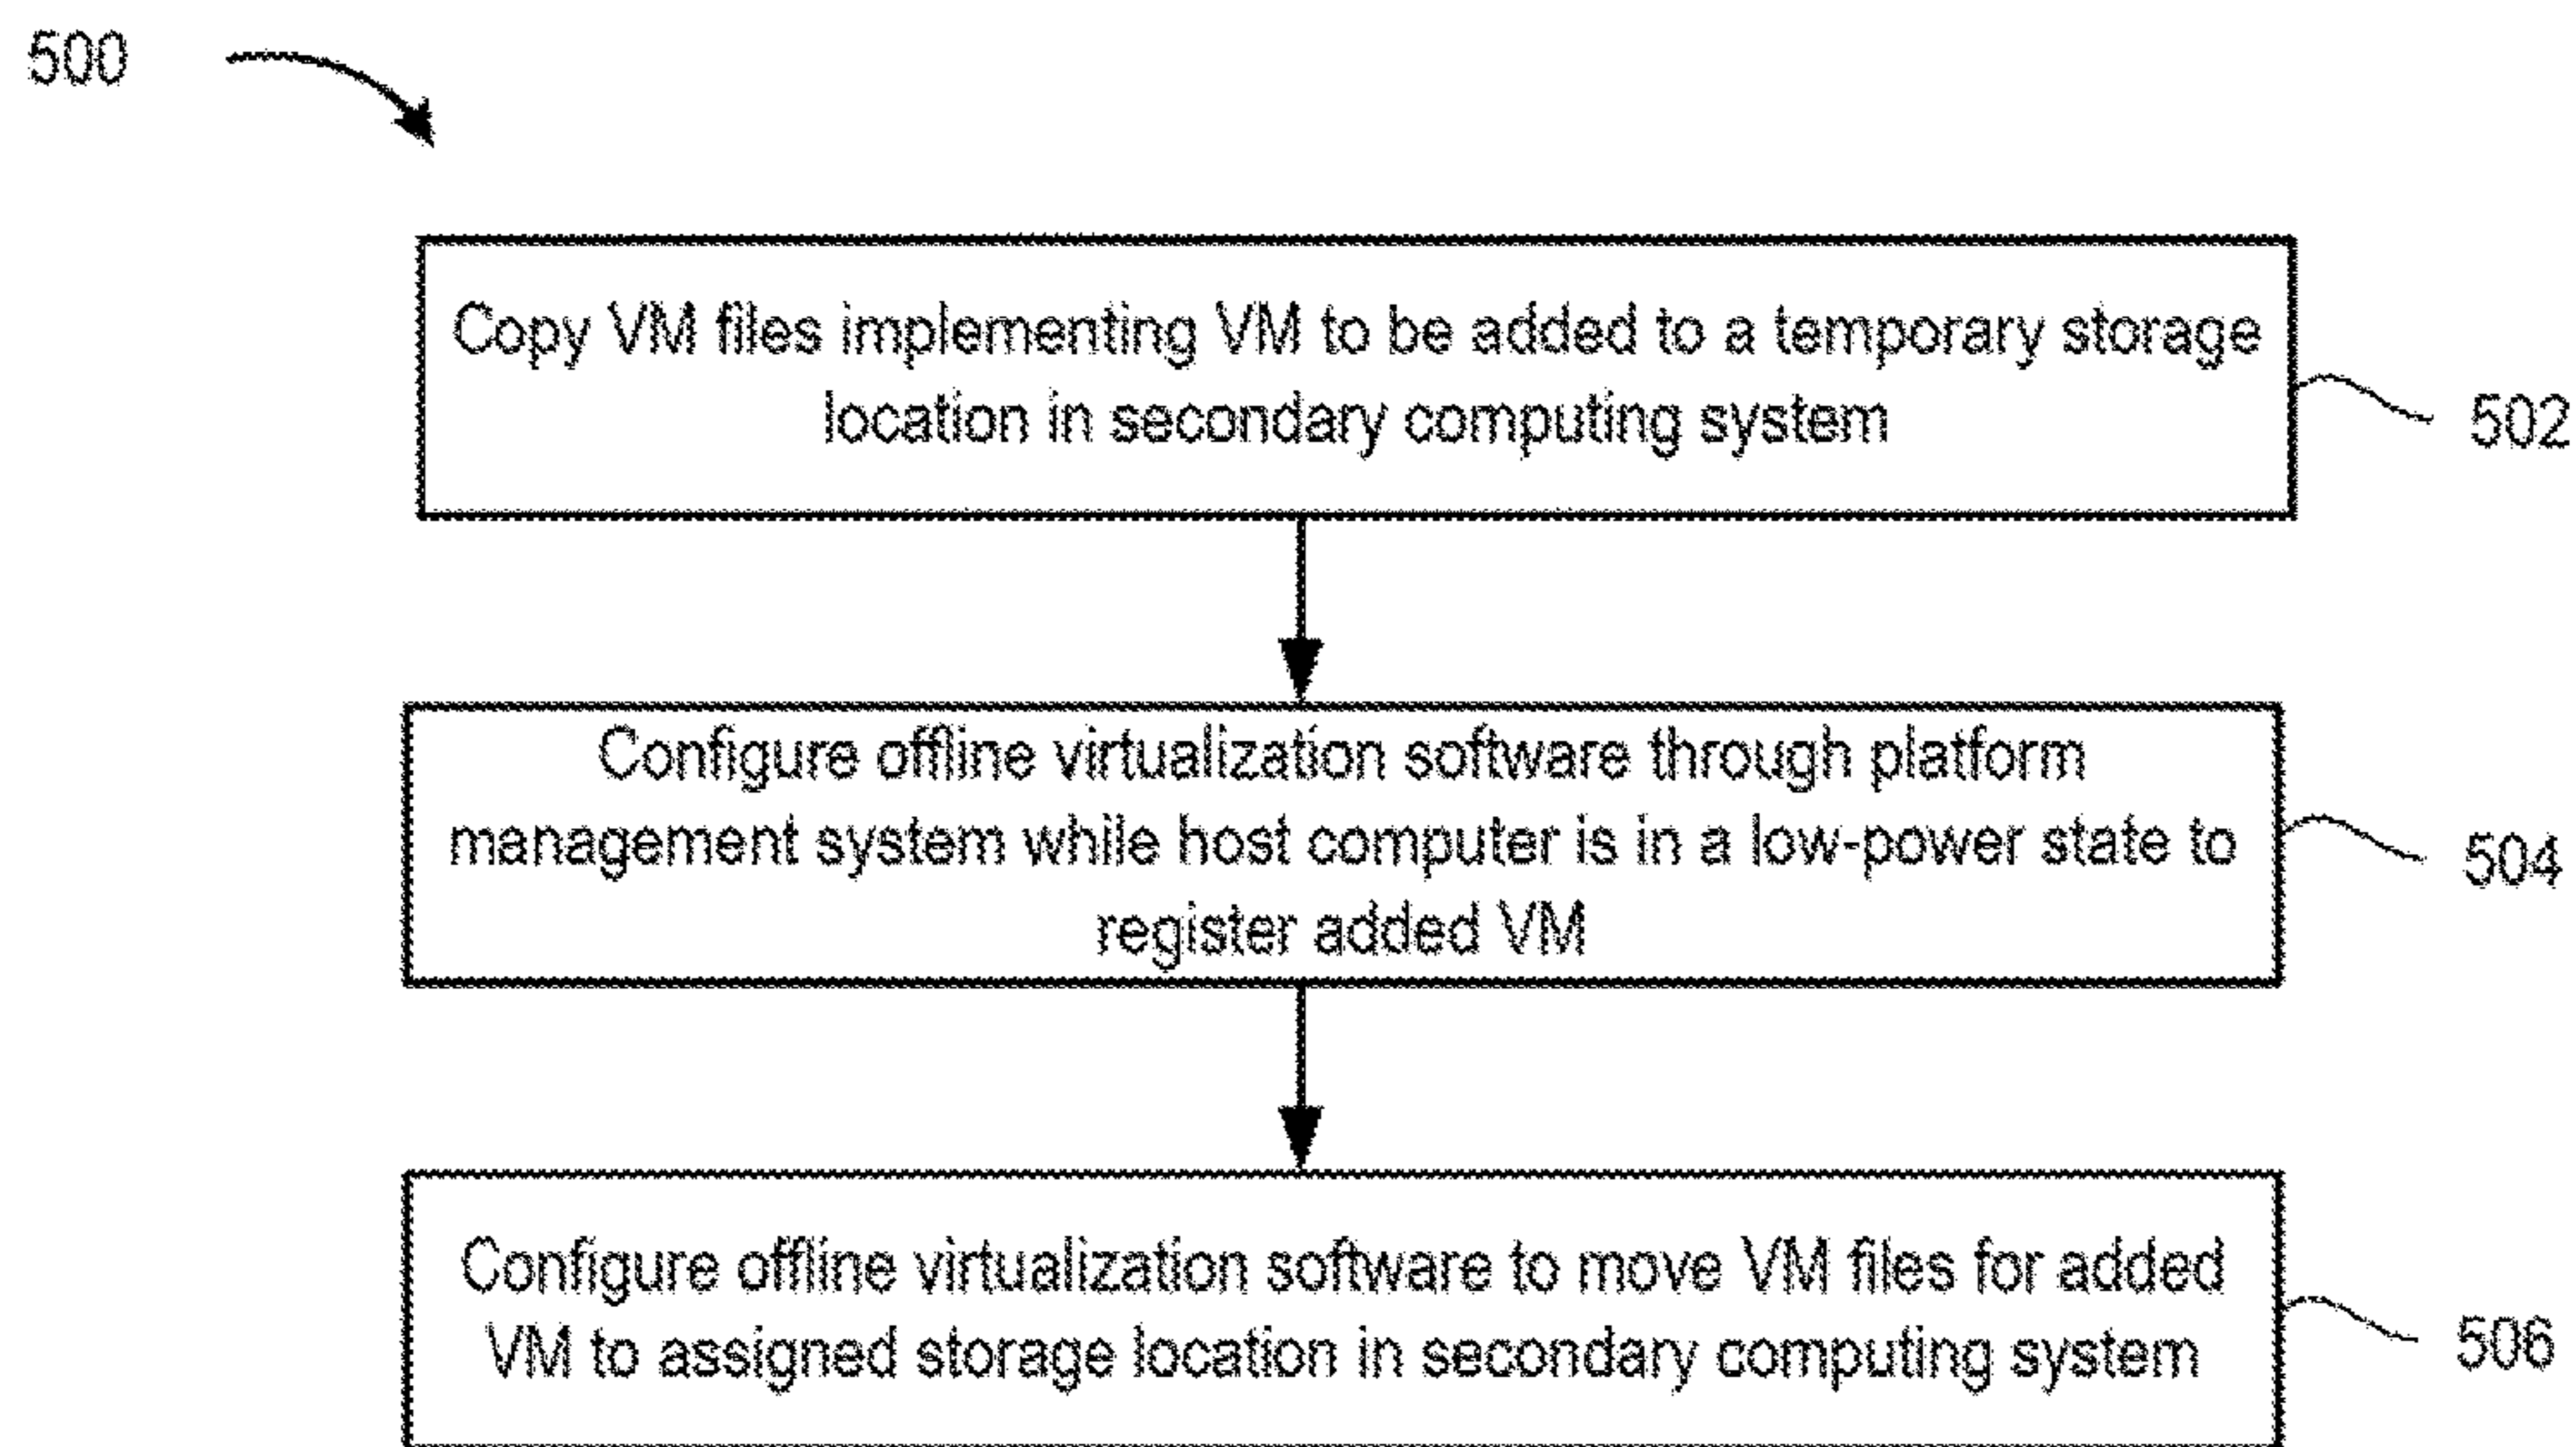 500
Copy VM files implementing VM to be added to a temporary storage
location in secondary computing system
502
Configure offline virtualization software through platform
management system while host computer is in a low-power state to
register added VM
504
Configure offline virtualization software to move VM files for added
VM to assigned storage location in secondary computing system
506